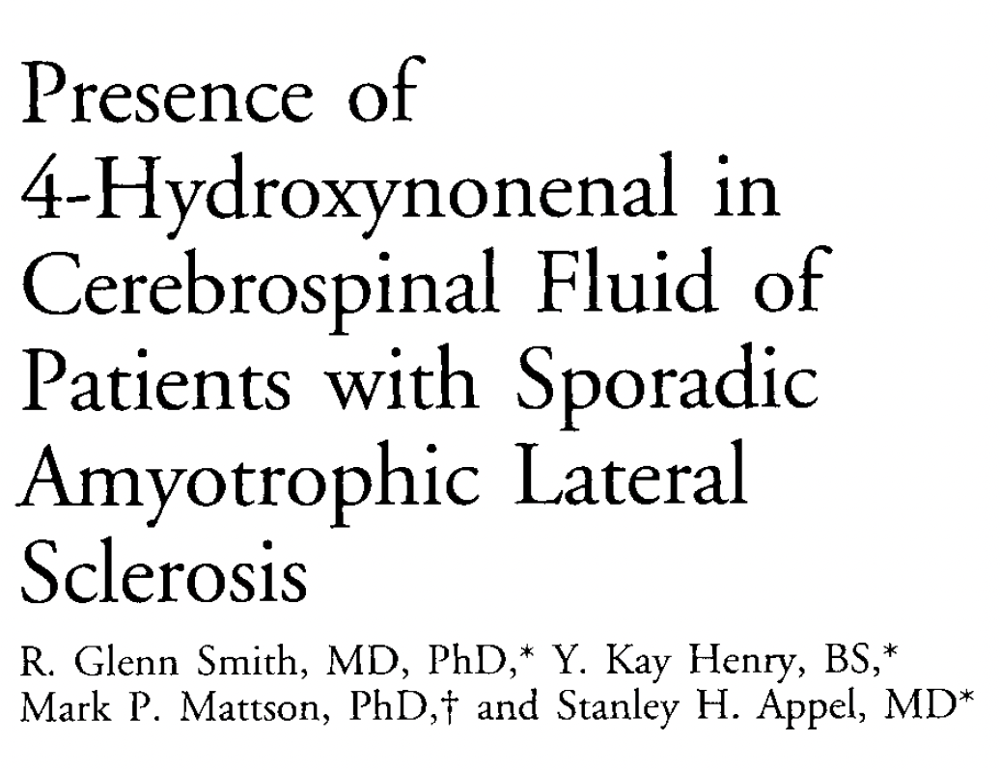 Presence of
4-Hydroxynonenal in
Cerebrospinal Fluid of
Patients with Sporadic
Amyotrophic Lateral
Sclerosis
R. Glenn Smith, MD, PhD,* Y. Kay Henry, BS,*
Mark P. Mattson, PhD,† and Stanley H. Appel, MD*